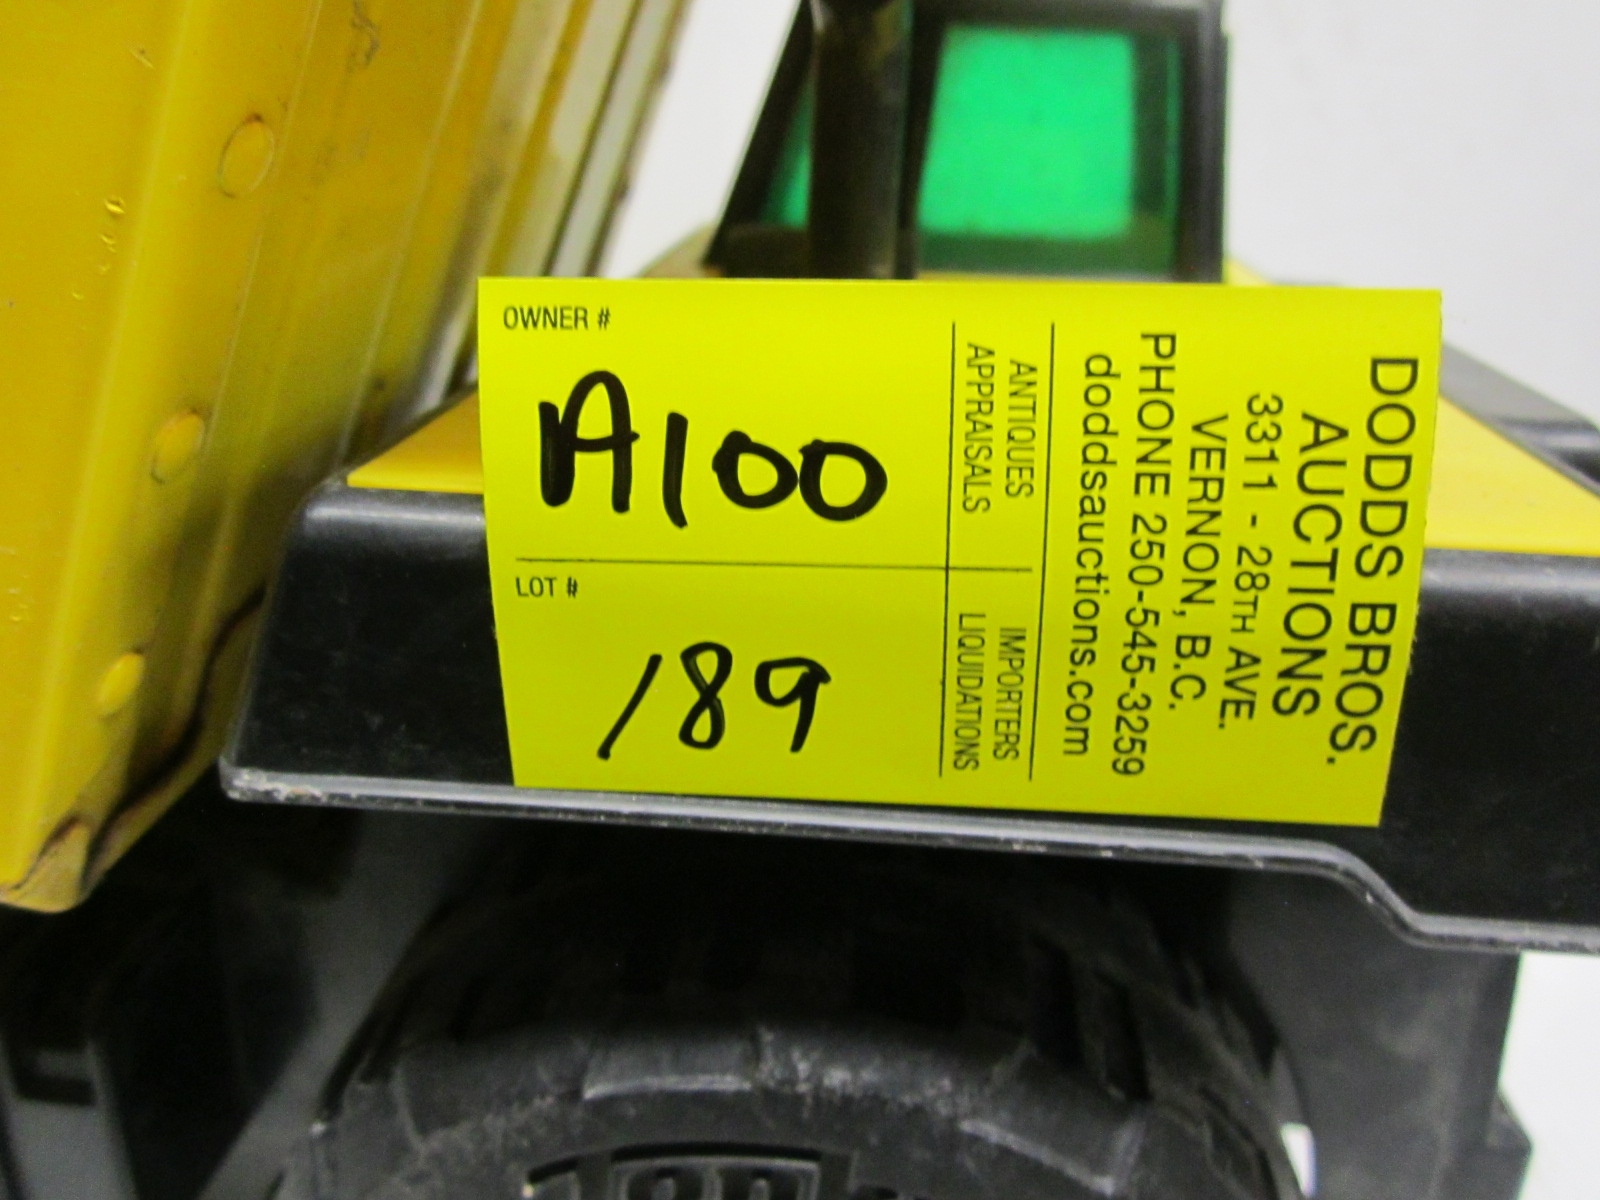 OWNER #
A100
LOT #
189
ANTIQUES
APPRAISALS
IMPORTERS
LIQUIDATIONS
DODDS BROS.
AUCTIONS
3311 - 28TH AVE.
VERNON, B.C.
PHONE 250-545-3259
doddsauctions.com